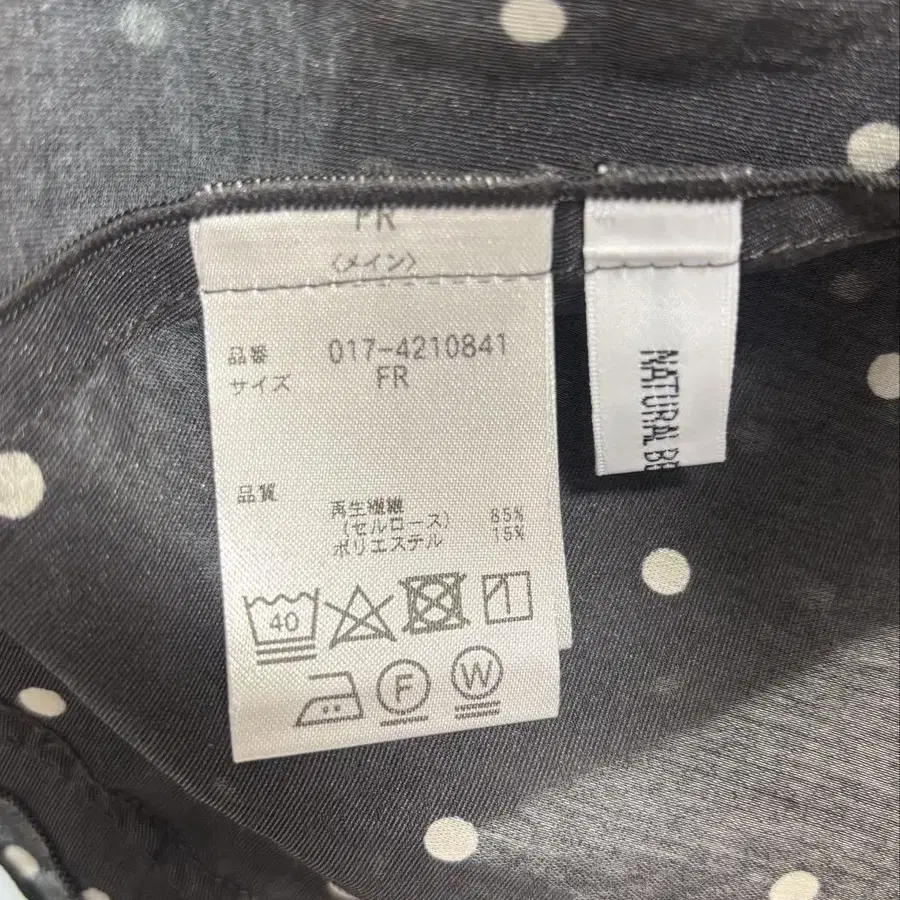 FR
〈メイン〉
品番 017-4210841
サイズ FR
品質
再生繊維
(セルロース) 85%
ポリエステル 15%
40
F W
NATURAL